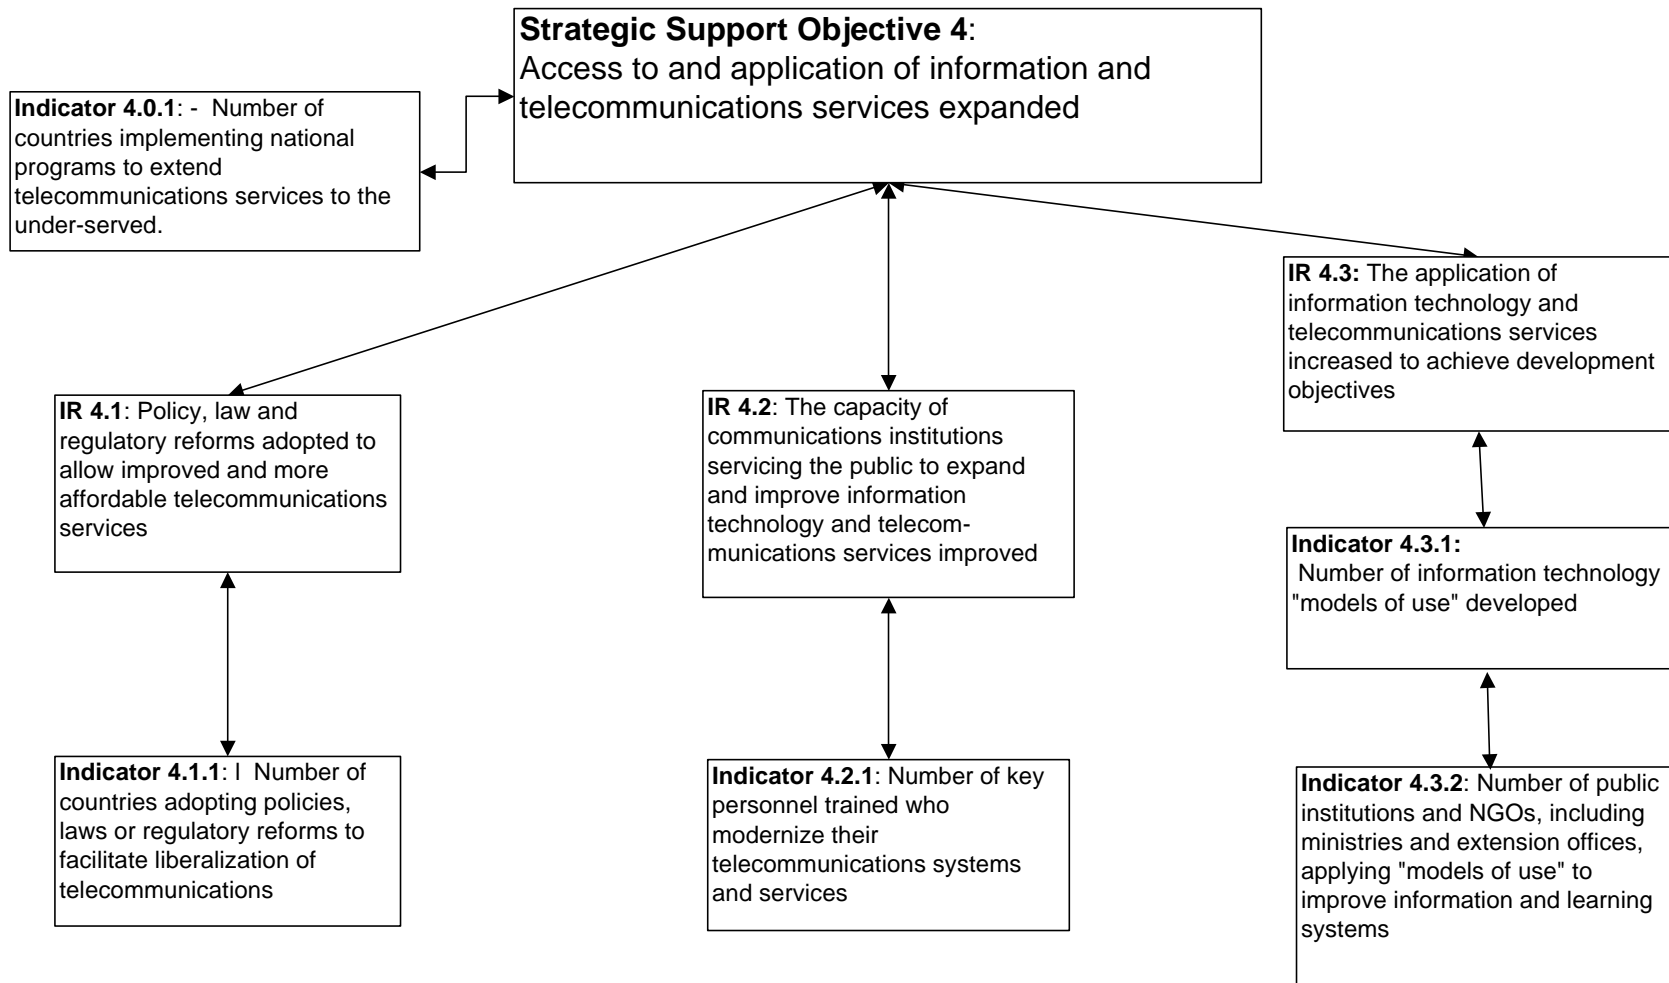 Strategic Support Objective 4:
Access to and application of information and
telecommunications services expanded
Indicator 4.0.1: -  Number of
countries implementing national
programs to extend
telecommunications services to the
under-served.
IR 4.3: The application of
information technology and
telecommunications services
increased to achieve development
objectives
IR 4.1: Policy, law and
regulatory reforms adopted to
allow improved and more
affordable telecommunications
services
IR 4.2: The capacity of
communications institutions
servicing the public to expand
and improve information
technology and telecom-
munications services improved
Indicator 4.3.1:
Number of information technology
"models of use" developed
Indicator 4.1.1: l  Number of
countries adopting policies,
laws or regulatory reforms to
facilitate liberalization of
telecommunications
Indicator 4.2.1: Number of key
personnel trained who
modernize their
telecommunications systems
and services
Indicator 4.3.2: Number of public
institutions and NGOs, including
ministries and extension offices,
applying "models of use" to
improve information and learning
systems